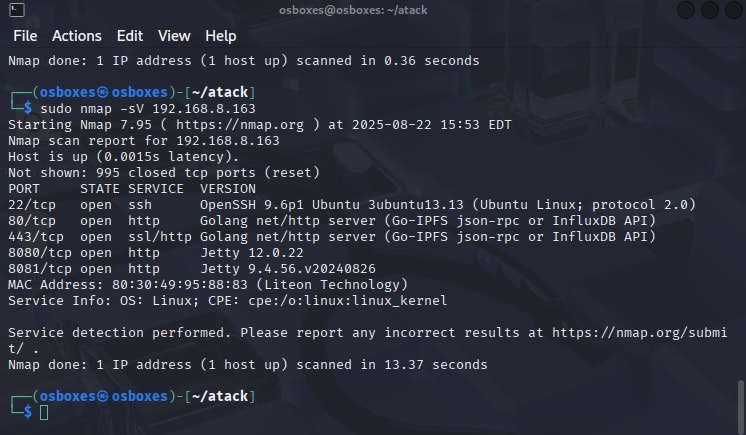 osboxes@osboxes: ~/atack
File Actions Edit View Help
Nmap done: 1 IP address (1 host up) scanned in 0.36 seconds
┌──(osboxes㉿osboxes)-[~/atack]
└─$ sudo nmap -sV 192.168.8.163
Starting Nmap 7.95 ( https://nmap.org ) at 2025-08-22 15:53 EDT
Nmap scan report for 192.168.8.163
Host is up (0.0015s latency).
Not shown: 995 closed tcp ports (reset)
PORT     STATE SERVICE  VERSION
22/tcp   open  ssh      OpenSSH 9.6p1 Ubuntu 3ubuntu13.13 (Ubuntu Linux; protocol 2.0)
80/tcp   open  http     Golang net/http server (Go-IPFS json-rpc or InfluxDB API)
443/tcp  open  ssl/http Golang net/http server (Go-IPFS json-rpc or InfluxDB API)
8080/tcp open  http     Jetty 12.0.22
8081/tcp open  http     Jetty 9.4.56.v20240826
MAC Address: 80:30:49:95:88:83 (Liteon Technology)
Service Info: OS: Linux; CPE: cpe:/o:linux:linux_kernel
Service detection performed. Please report any incorrect results at https://nmap.org/submi
t/ .
Nmap done: 1 IP address (1 host up) scanned in 13.37 seconds
┌──(osboxes㉿osboxes)-[~/atack]
└─$